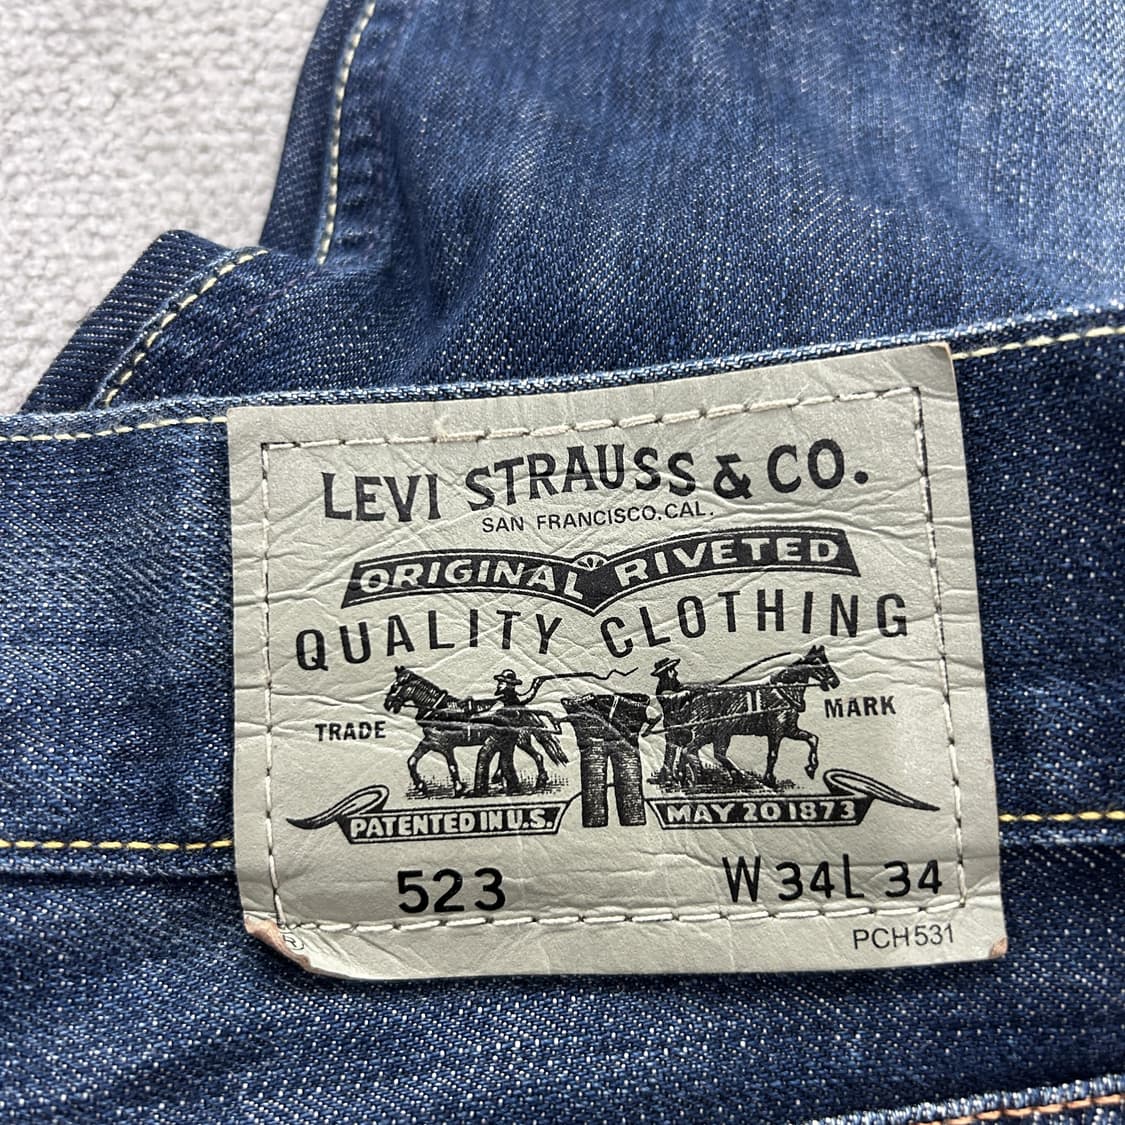 LEVI STRAUSS & CO.
SAN FRANCISCO, CAL.
ORIGINAL RIVETED
QUALITY CLOTHING
TRADE MARK
PATENTED IN U.S. MAY 20 1873
523 W 34 L 34
® PCH531